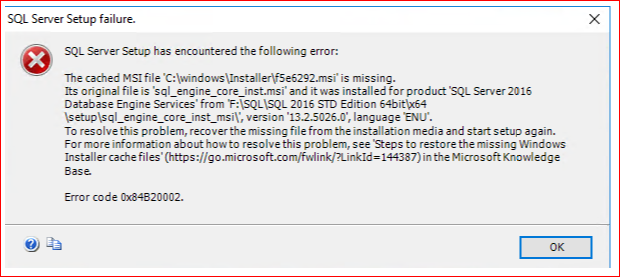 SQL Server Setup failure.
SQL Server Setup has encountered the following error:
The cached MSI file 'C:\windows\Installer\f5e6292.msi' is missing.
Its original file is 'sql_engine_core_inst.msi' and it was installed for product 'SQL Server 2016
Database Engine Services' from 'F:\SQL\SQL 2016 STD Edition 64bit\x64
\setup\sql_engine_core_inst_msi\', version '13.2.5026.0', language 'ENU'.
To resolve this problem, recover the missing file from the installation media and start setup again.
For more information about how to resolve this problem, see 'Steps to restore the missing Windows
Installer cache files' (https://go.microsoft.com/fwlink/?LinkId=144387) in the Microsoft Knowledge
Base.
Error code 0x84B20002.
OK